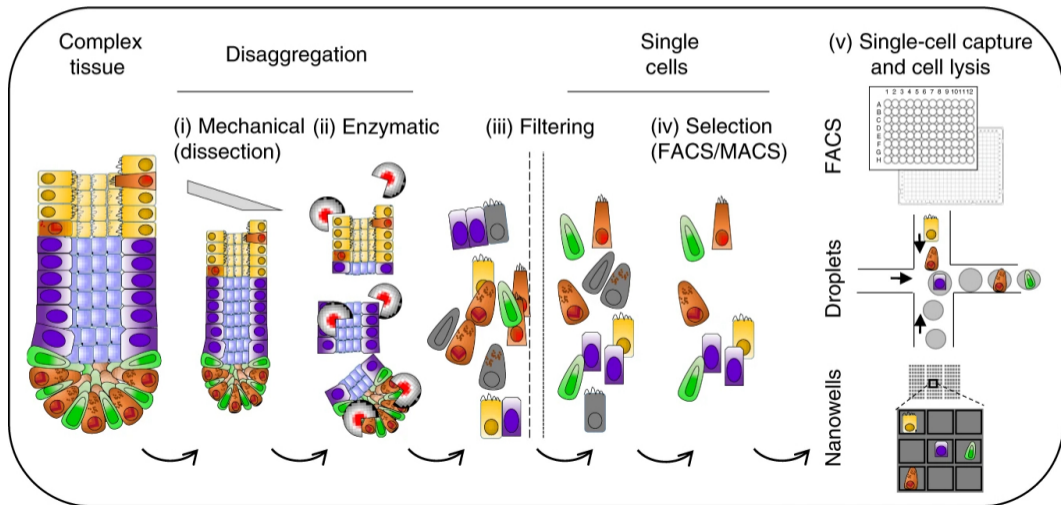 Complex
tissue
Disaggregation
Single
cells
(v) Single-cell capture
and cell lysis
(i) Mechanical
(dissection)
(ii) Enzymatic
(iii) Filtering
(iv) Selection
(FACS/MACS)
FACS
1 2 3 4 5 6 7 8 9 10 11 12
A
B
C
D
E
F
G
H
Droplets
Nanowells